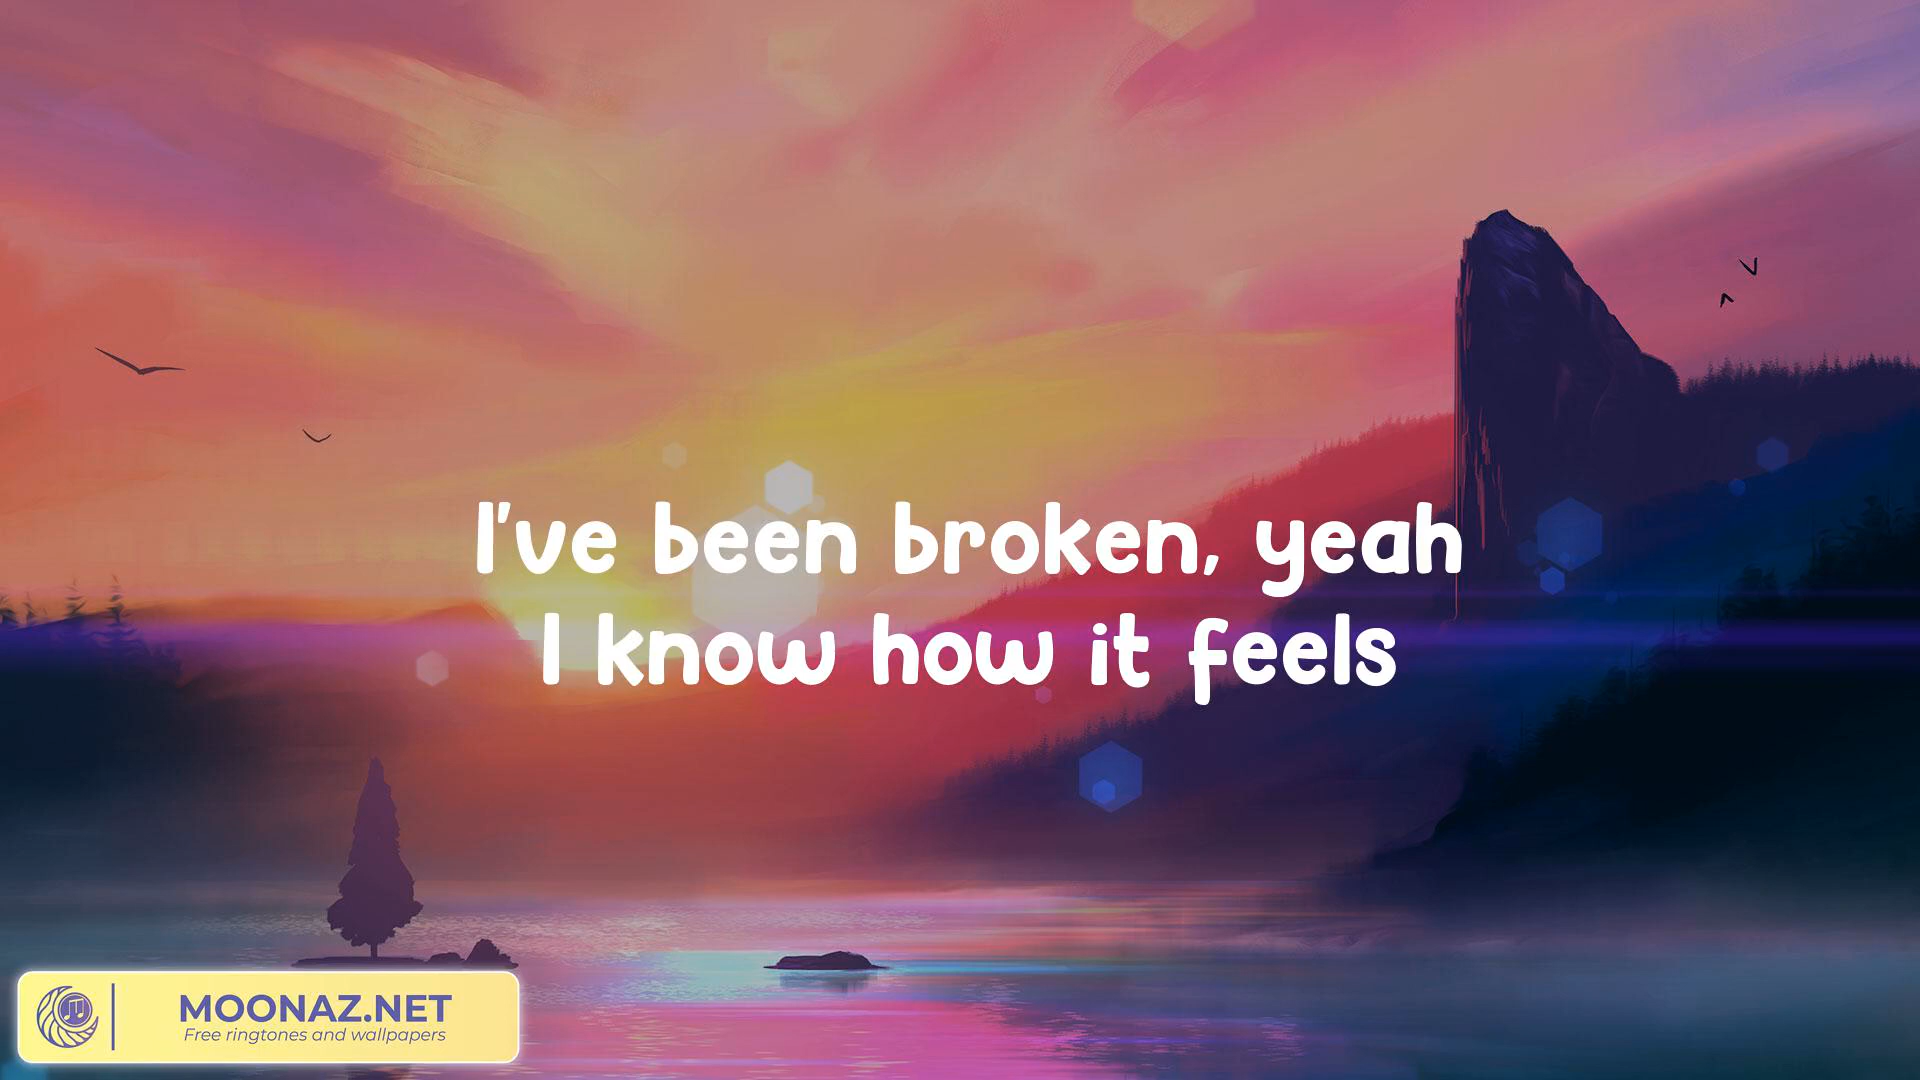 I've been broken, yeah
I know how it feels
MOONAZ.NET
Free ringtones and wallpapers